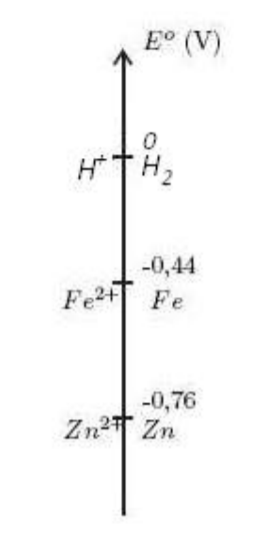 E° (V)
0
H⁺ H₂
-0,44
Fe²⁺ Fe
-0,76
Zn²⁺ Zn